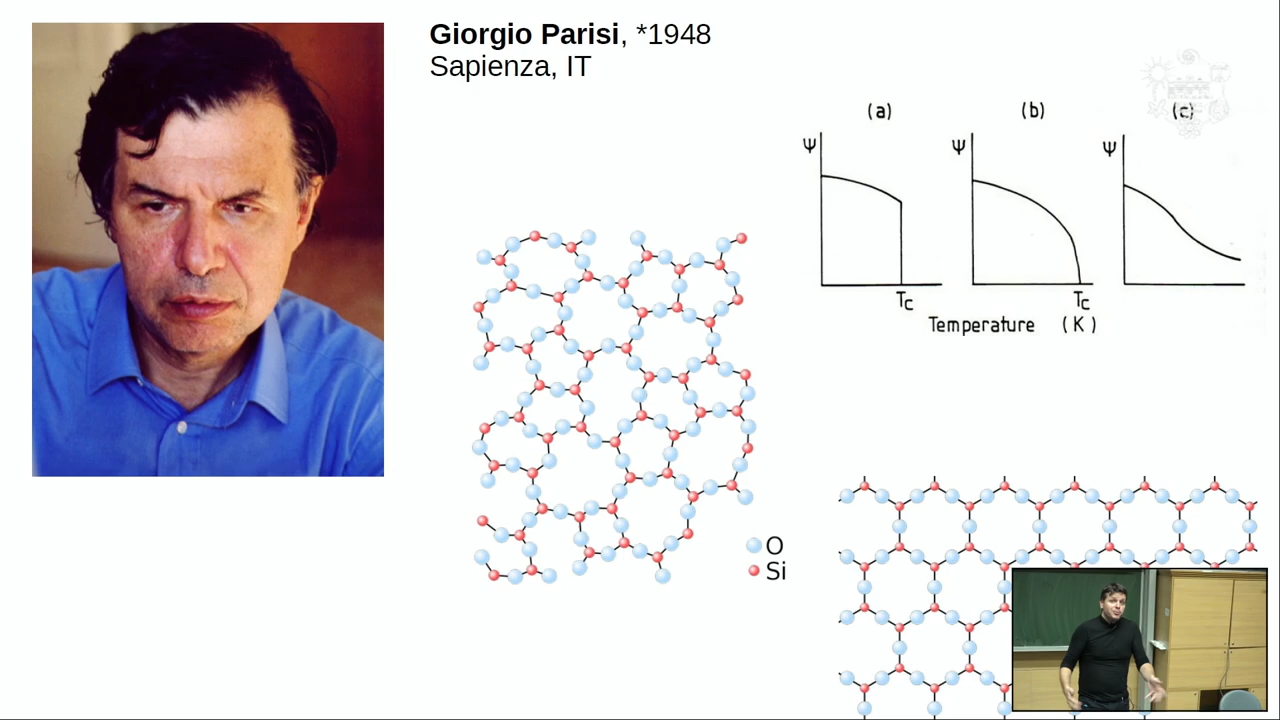 Giorgio Parisi, *1948
Sapienza, IT
(a) (b) (c)
Ψ Ψ Ψ
Tc Tc
Temperature (K)
O
Si